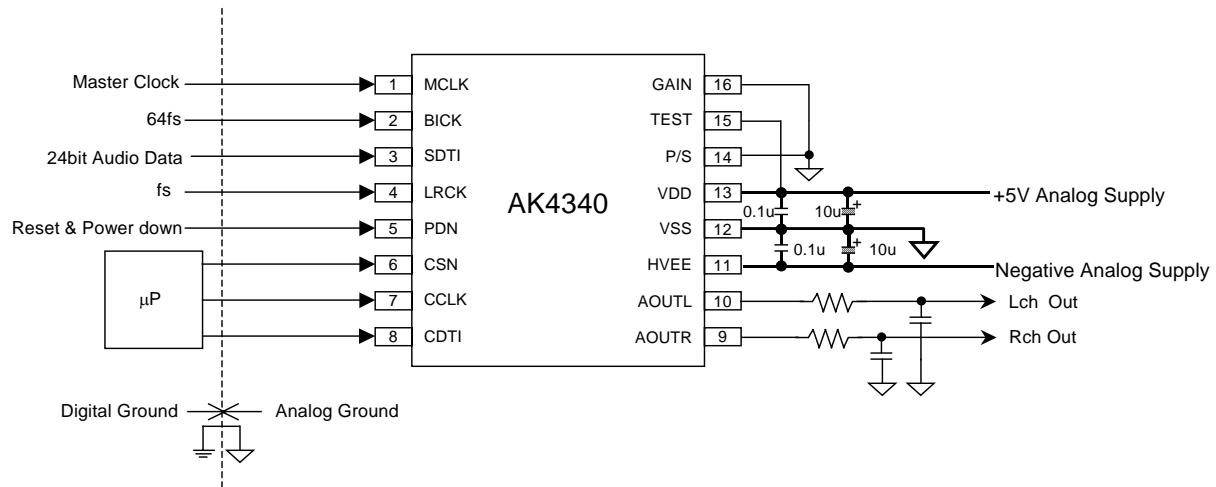 Master Clock
64fs
24bit Audio Data
fs
Reset & Power down
μP
1 MCLK
2 BICK
3 SDTI
4 LRCK
5 PDN
6 CSN
7 CCLK
8 CDTI
AK4340
GAIN 16
TEST 15
P/S 14
VDD 13
VSS 12
HVEE 11
AOUTL 10
AOUTR 9
+5V Analog Supply
0.1u 10u +
0.1u 10u +
Negative Analog Supply
Lch Out
Rch Out
Digital Ground Analog Ground